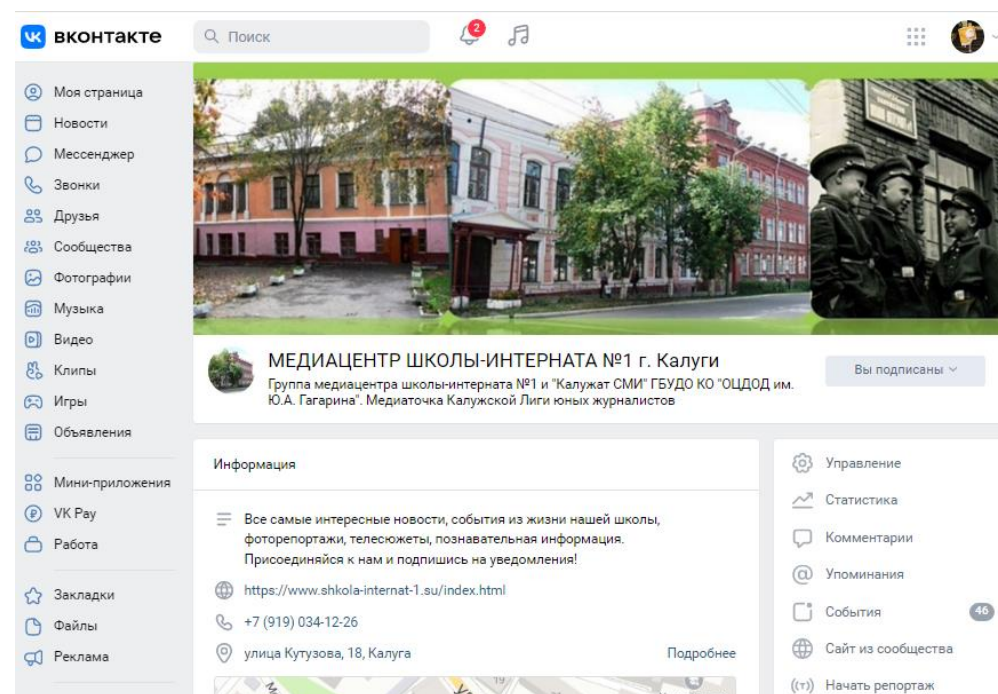 вконтакте
Поиск
2
Моя страница
Новости
Мессенджер
Звонки
Друзья
Сообщества
Фотографии
Музыка
Видео
Клипы
Игры
Объявления
Мини-приложения
VK Pay
Работа
Закладки
Файлы
Реклама
МЕДИАЦЕНТР ШКОЛЫ-ИНТЕРНАТА №1 г. Калуги
Группа медиацентра школы-интерната №1 и "Калужат СМИ" ГБУДО КО "ОЦДОД им.
Ю.А. Гагарина". Медиаточка Калужской Лиги юных журналистов
Вы подписаны
Информация
Все самые интересные новости, события из жизни нашей школы,
фоторепортажи, телесюжеты, познавательная информация.
Присоединяйся к нам и подпишись на уведомления!
https://www.shkola-internat-1.su/index.html
+7 (919) 034-12-26
улица Кутузова, 18, Калуга
Подробнее
19
Управление
Статистика
Комментарии
Упоминания
События
46
Сайт из сообщества
Начать репортаж